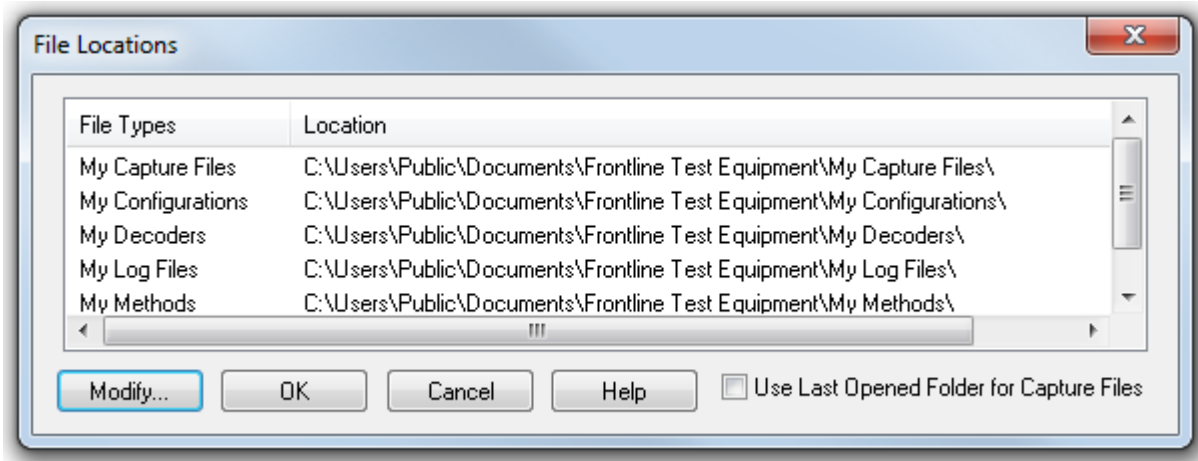 File Locations
File Types Location
My Capture Files C:\Users\Public\Documents\Frontline Test Equipment\My Capture Files\
My Configurations C:\Users\Public\Documents\Frontline Test Equipment\My Configurations\
My Decoders C:\Users\Public\Documents\Frontline Test Equipment\My Decoders\
My Log Files C:\Users\Public\Documents\Frontline Test Equipment\My Log Files\
My Methods C:\Users\Public\Documents\Frontline Test Equipment\My Methods\
Modify... OK Cancel Help Use Last Opened Folder for Capture Files